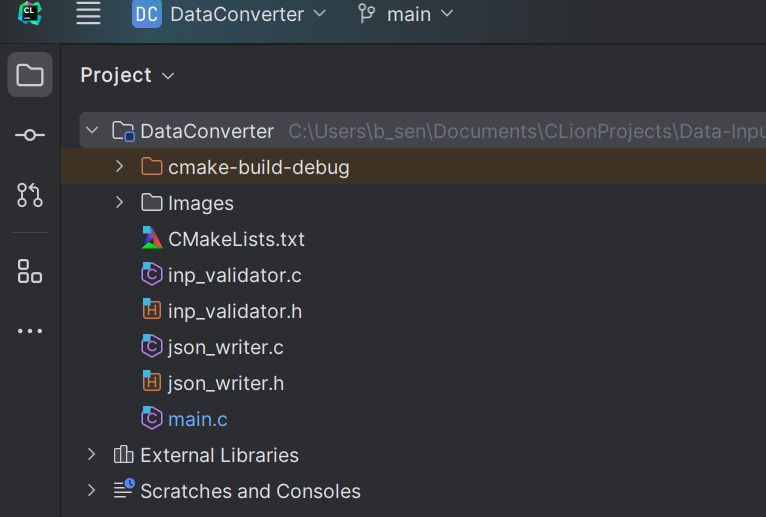 CL
DC DataConverter main
Project
DataConverter C:\Users\b_sen\Documents\CLionProjects\Data-Inpu
cmake-build-debug
Images
CMakeLists.txt
C inp_validator.c
H inp_validator.h
C json_writer.c
H json_writer.h
C main.c
External Libraries
Scratches and Consoles